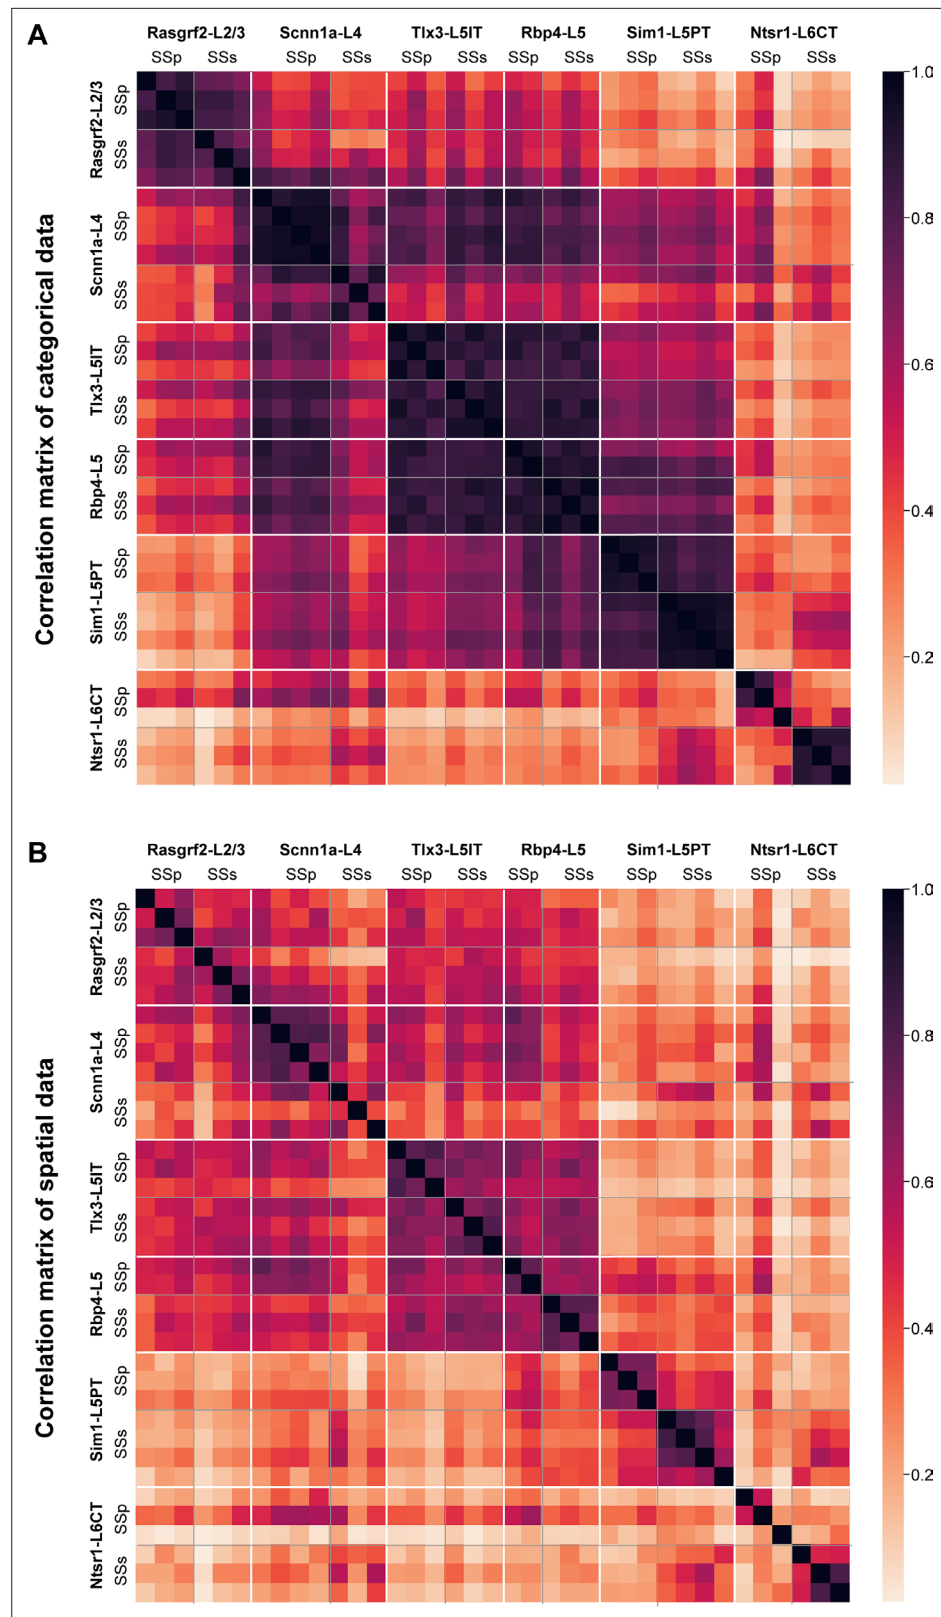 A
Rasgrf2-L2/3 Scnn1a-L4 Tlx3-L5IT Rbp4-L5 Sim1-L5PT Ntsr1-L6CT
SSp SSs SSp SSs SSp SSs SSp SSs SSp SSs SSp SSs
Correlation matrix of categorical data
Rasgrf2-L2/3
SSp
SSs
Scnn1a-L4
SSp
SSs
Tlx3-L5IT
SSp
SSs
Rbp4-L5
SSp
SSs
Sim1-L5PT
SSp
SSs
Ntsr1-L6CT
SSp
SSs
1.0
0.8
0.6
0.4
0.2
B
Rasgrf2-L2/3 Scnn1a-L4 Tlx3-L5IT Rbp4-L5 Sim1-L5PT Ntsr1-L6CT
SSp SSs SSp SSs SSp SSs SSp SSs SSp SSs SSp SSs
Correlation matrix of spatial data
Rasgrf2-L2/3
SSp
SSs
Scnn1a-L4
SSp
SSs
Tlx3-L5IT
SSp
SSs
Rbp4-L5
SSp
SSs
Sim1-L5PT
SSp
SSs
Ntsr1-L6CT
SSp
SSs
1.0
0.8
0.6
0.4
0.2